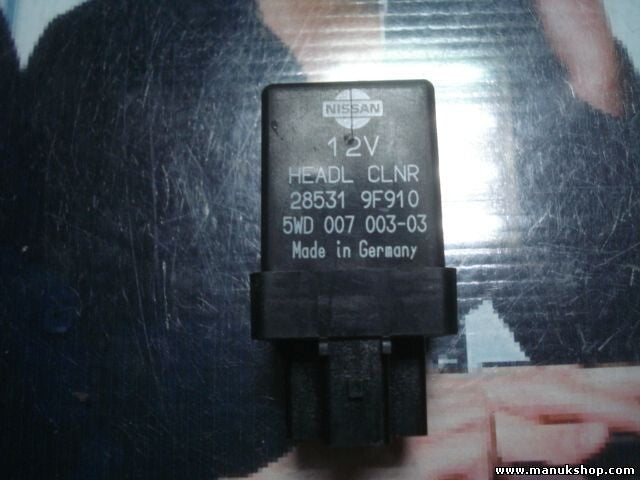 NISSAN
12V
HEADL CLNR
28531 9F910
5WD 007 003-03
Made in Germany
www.manukshop.com